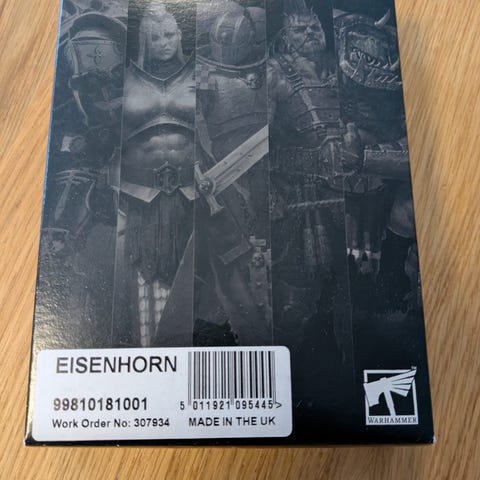 EISENHORN
99810181001
5 011921 095445>
Work Order No: 307934
MADE IN THE UK
WARHAMMER